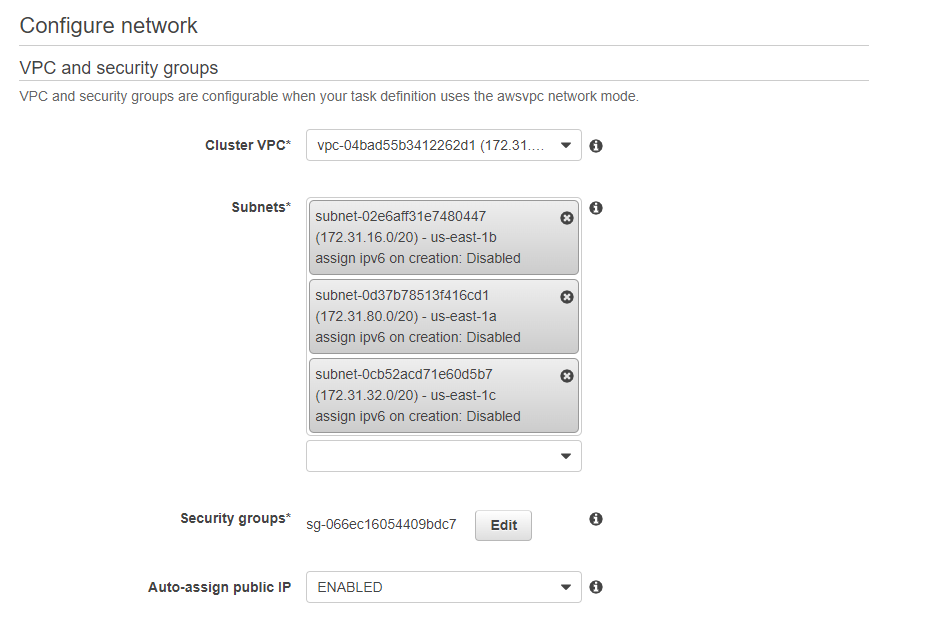 Configure network
VPC and security groups
VPC and security groups are configurable when your task definition uses the awsvpc network mode.
Cluster VPC* vpc-04bad55b3412262d1 (172.31....
Subnets* subnet-02e6aff31e7480447
(172.31.16.0/20) - us-east-1b
assign ipv6 on creation: Disabled
subnet-0d37b78513f416cd1
(172.31.80.0/20) - us-east-1a
assign ipv6 on creation: Disabled
subnet-0cb52acd71e60d5b7
(172.31.32.0/20) - us-east-1c
assign ipv6 on creation: Disabled
Security groups* sg-066ec16054409bdc7 Edit
Auto-assign public IP ENABLED